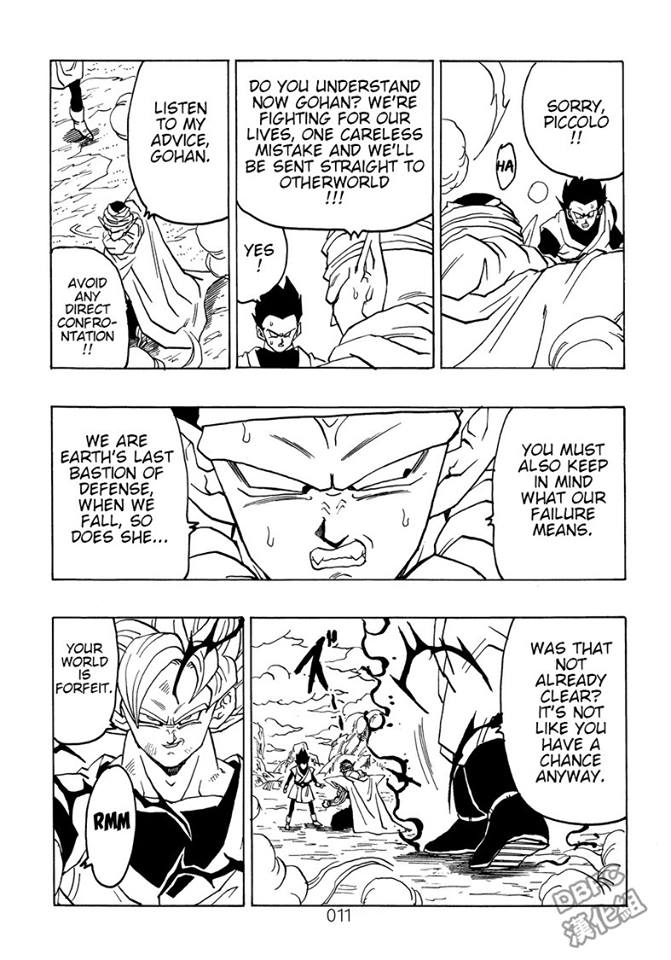 SORRY,
PICCOLO
!!
HA
DO YOU UNDERSTAND
NOW GOHAN? WE'RE
FIGHTING FOR OUR
LIVES, ONE CARELESS
MISTAKE AND WE'LL
BE SENT STRAIGHT TO
OTHERWORLD
!!!
YES
!
LISTEN
TO MY
ADVICE,
GOHAN.
AVOID
ANY
DIRECT
CONFRO-
NTATION
!!
YOU MUST
ALSO KEEP
IN MIND
WHAT OUR
FAILURE
MEANS.
WE ARE
EARTH'S LAST
BASTION OF
DEFENSE,
WHEN WE
FALL, SO
DOES SHE...
WAS THAT
NOT
ALREADY
CLEAR?
IT'S NOT
LIKE YOU
HAVE A
CHANCE
ANYWAY.
YOUR
WORLD
IS
FORFEIT.
RMM
011
DBFC
漢化組